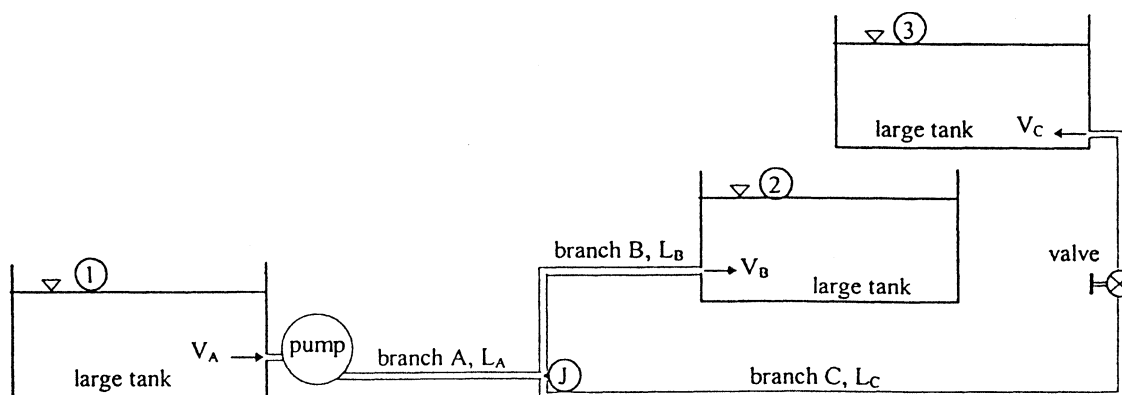 3
large tank
V_C
2
branch B, L_B
V_B
valve
large tank
1
V_A
pump
branch A, L_A
large tank
J
branch C, L_C